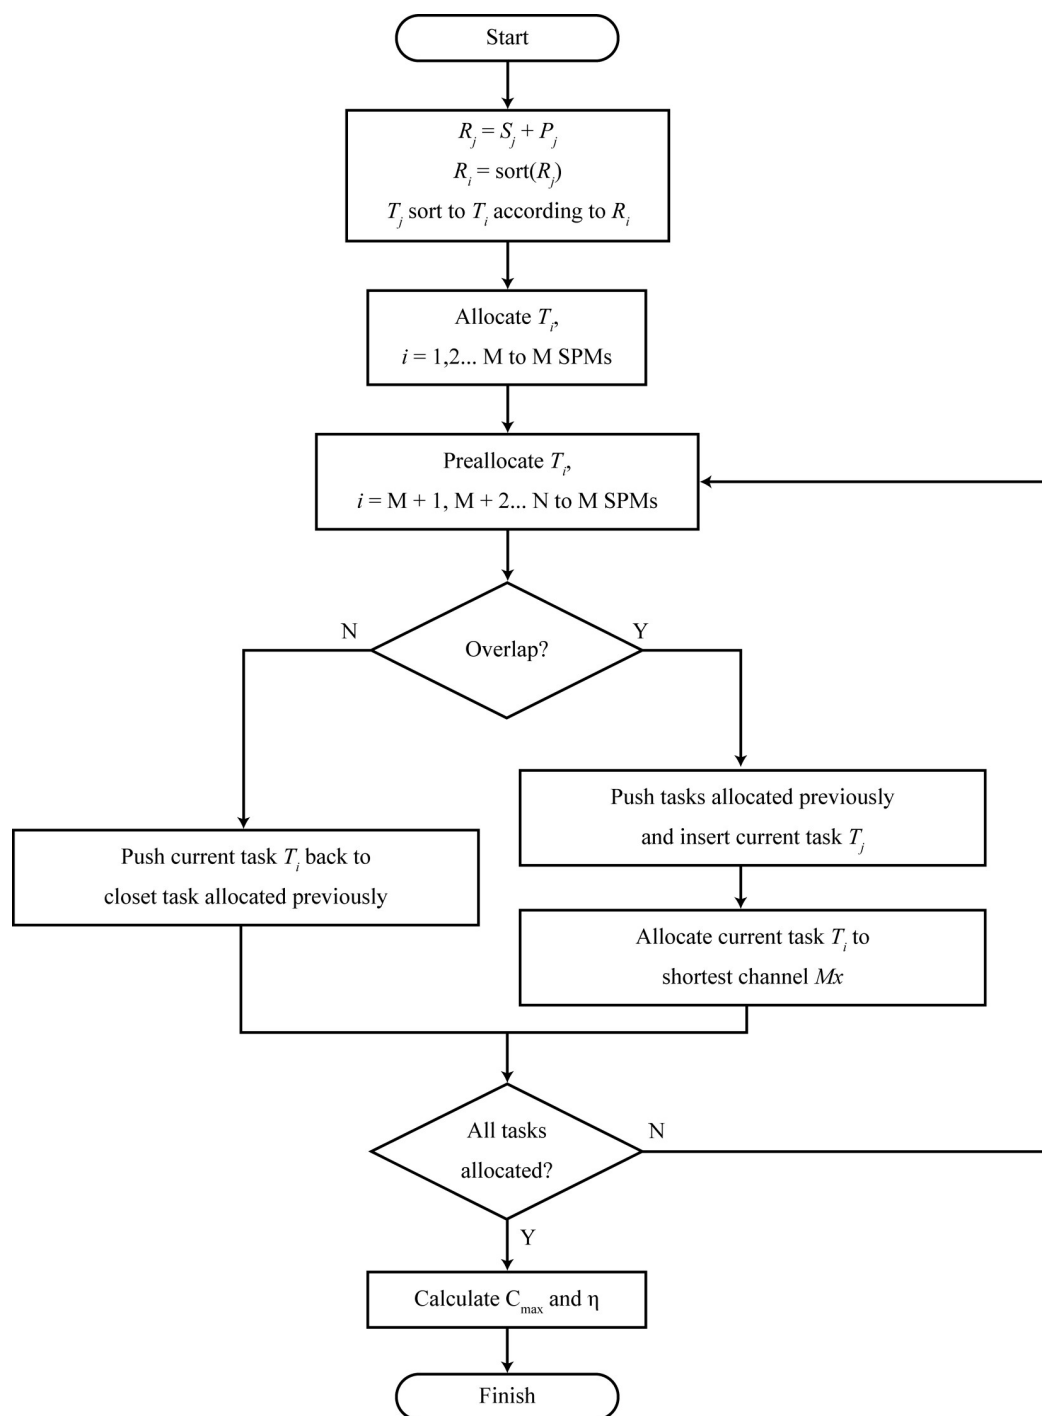 Start
R_j = S_j + P_j
R_i = sort(R_j)
T_j sort to T_i according to R_i
Allocate T_i,
i = 1,2... M to M SPMs
Preallocate T_i,
i = M + 1, M + 2... N to M SPMs
Overlap?
N
Y
Push tasks allocated previously
and insert current task T_j
Push current task T_i back to
closet task allocated previously
Allocate current task T_i to
shortest channel Mx
All tasks
allocated?
N
Y
Calculate C_max and η
Finish